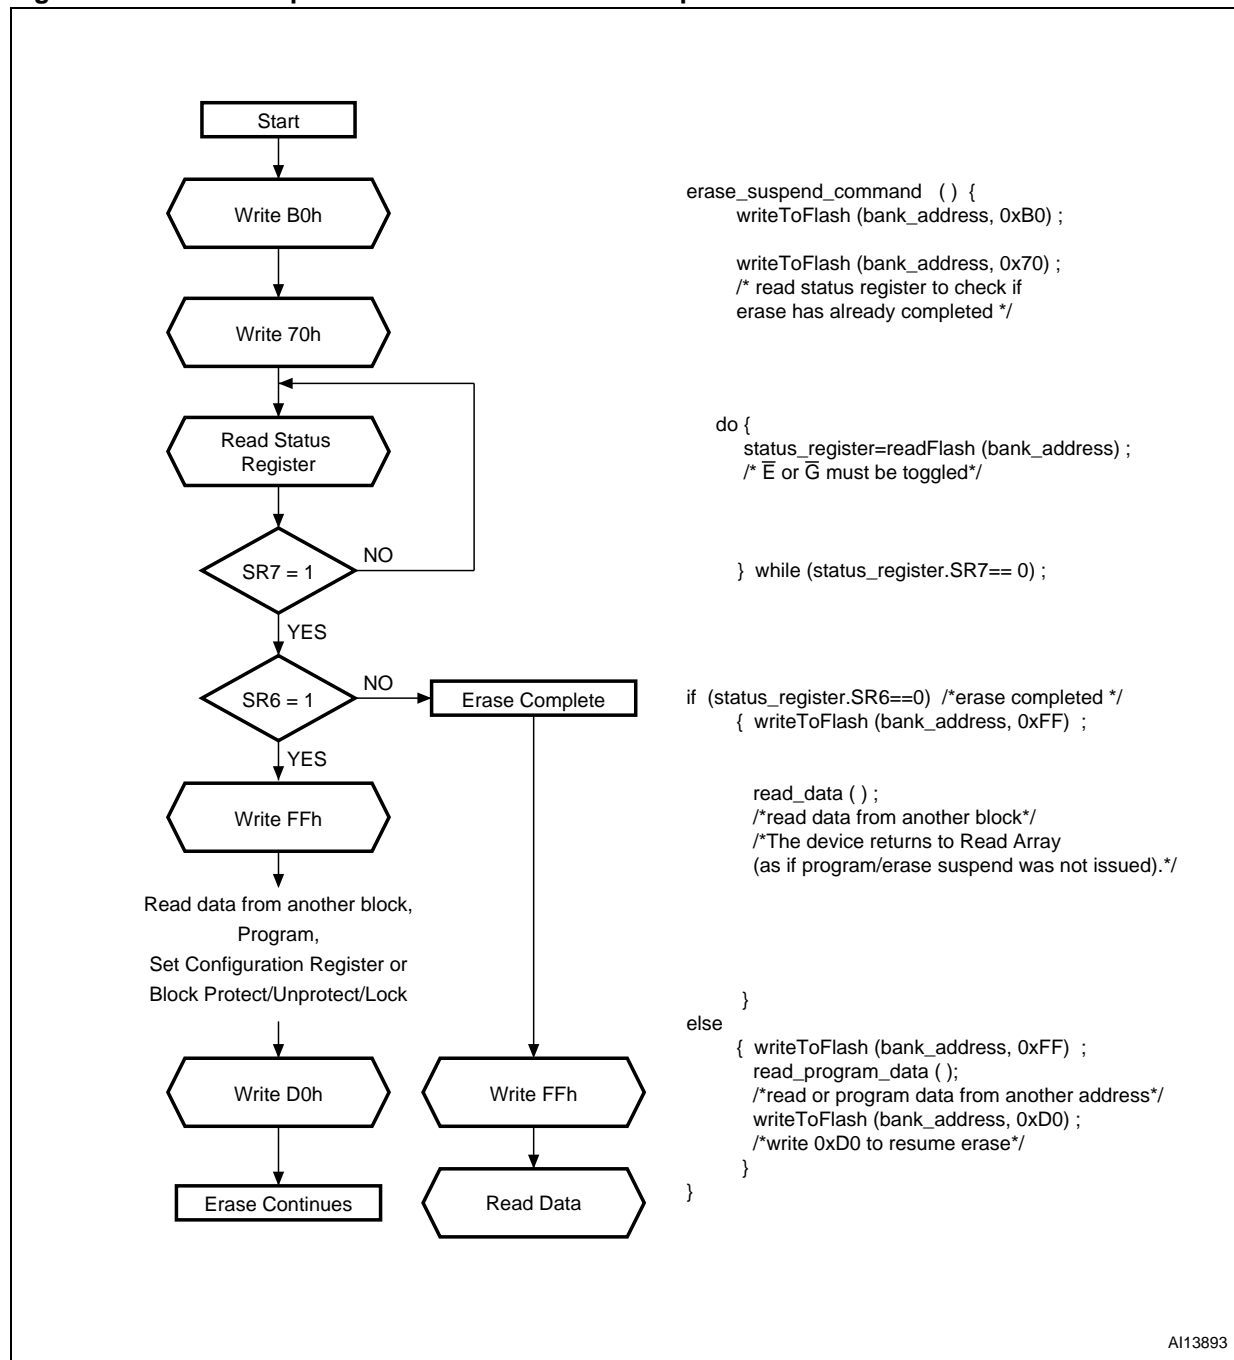 Start
Write B0h
Write 70h
Read Status
Register
NO
SR7 = 1
YES
NO
SR6 = 1
Erase Complete
YES
Write FFh
Read data from another block,
Program,
Set Configuration Register or
Block Protect/Unprotect/Lock
Write D0h
Write FFh
Erase Continues
Read Data
erase_suspend_command ( ) {
writeToFlash (bank_address, 0xB0) ;
writeToFlash (bank_address, 0x70) ;
/* read status register to check if
erase has already completed */
do {
status_register=readFlash (bank_address) ;
/* E̅ or G̅ must be toggled*/
} while (status_register.SR7== 0) ;
if (status_register.SR6==0) /*erase completed */
{ writeToFlash (bank_address, 0xFF) ;
read_data ( ) ;
/*read data from another block*/
/*The device returns to Read Array
(as if program/erase suspend was not issued).*/
}
else
{ writeToFlash (bank_address, 0xFF) ;
read_program_data ( );
/*read or program data from another address*/
writeToFlash (bank_address, 0xD0) ;
/*write 0xD0 to resume erase*/
}
}
AI13893